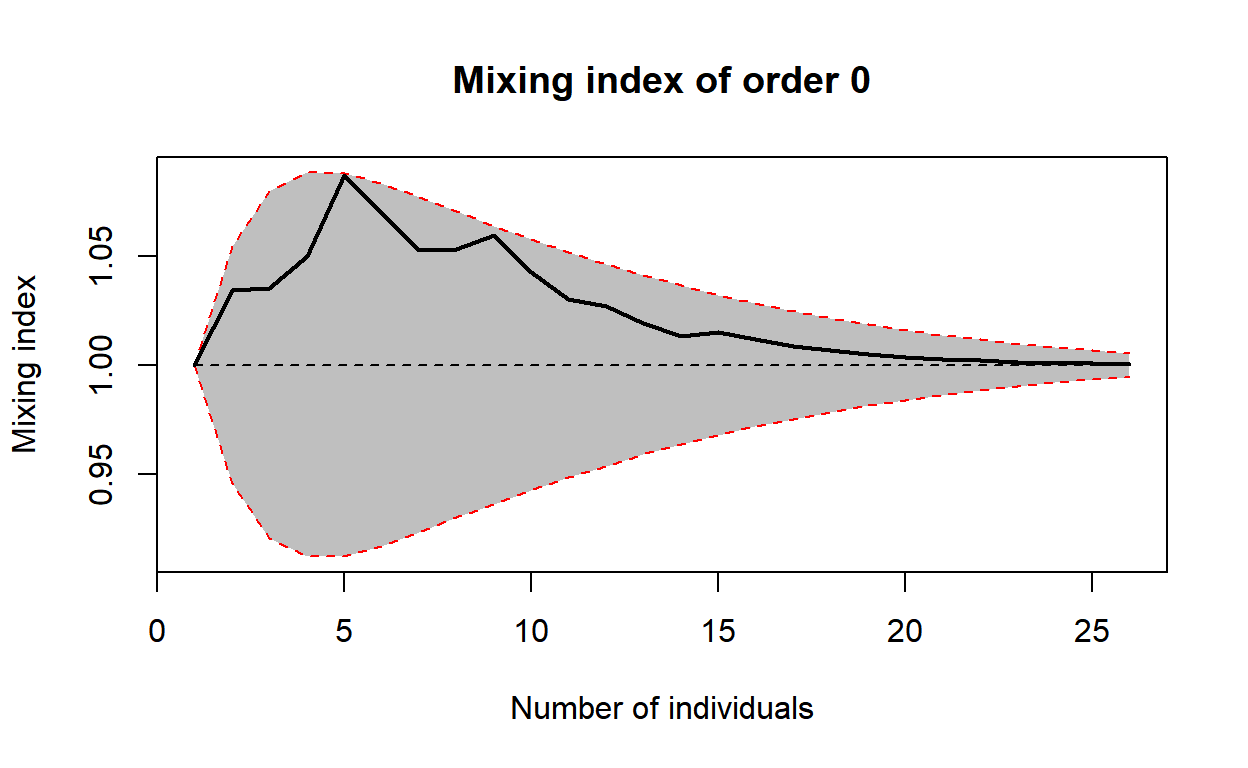 Mixing index of order 0
Mixing index
1.05
1.00
0.95
0 5 10 15 20 25
Number of individuals